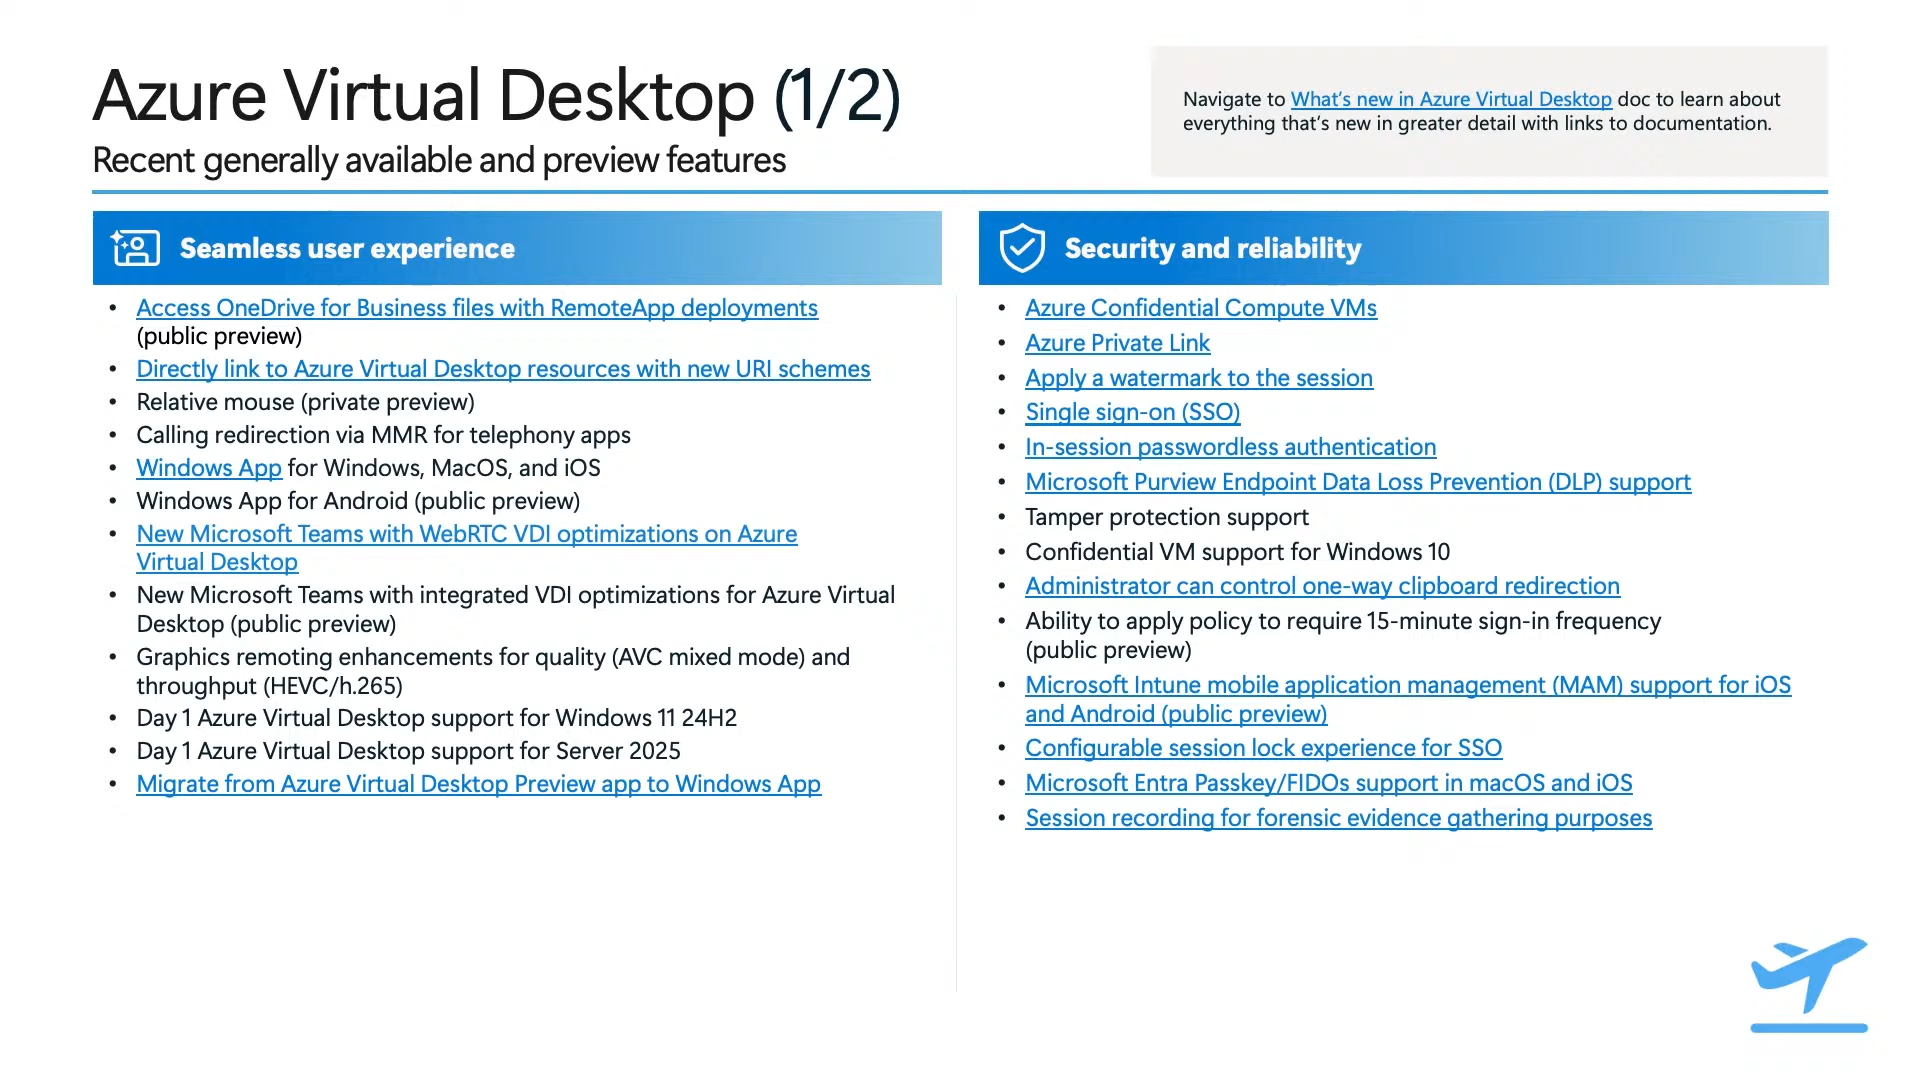 Azure Virtual Desktop (1/2)
Recent generally available and preview features
Navigate to What's new in Azure Virtual Desktop doc to learn about
everything that's new in greater detail with links to documentation.
Seamless user experience
• Access OneDrive for Business files with RemoteApp deployments
(public preview)
• Directly link to Azure Virtual Desktop resources with new URI schemes
• Relative mouse (private preview)
• Calling redirection via MMR for telephony apps
• Windows App for Windows, MacOS, and iOS
• Windows App for Android (public preview)
• New Microsoft Teams with WebRTC VDI optimizations on Azure
Virtual Desktop
• New Microsoft Teams with integrated VDI optimizations for Azure Virtual
Desktop (public preview)
• Graphics remoting enhancements for quality (AVC mixed mode) and
throughput (HEVC/h.265)
• Day 1 Azure Virtual Desktop support for Windows 11 24H2
• Day 1 Azure Virtual Desktop support for Server 2025
• Migrate from Azure Virtual Desktop Preview app to Windows App
Security and reliability
• Azure Confidential Compute VMs
• Azure Private Link
• Apply a watermark to the session
• Single sign-on (SSO)
• In-session passwordless authentication
• Microsoft Purview Endpoint Data Loss Prevention (DLP) support
• Tamper protection support
• Confidential VM support for Windows 10
• Administrator can control one-way clipboard redirection
• Ability to apply policy to require 15-minute sign-in frequency
(public preview)
• Microsoft Intune mobile application management (MAM) support for iOS
and Android (public preview)
• Configurable session lock experience for SSO
• Microsoft Entra Passkey/FIDOs support in macOS and iOS
• Session recording for forensic evidence gathering purposes